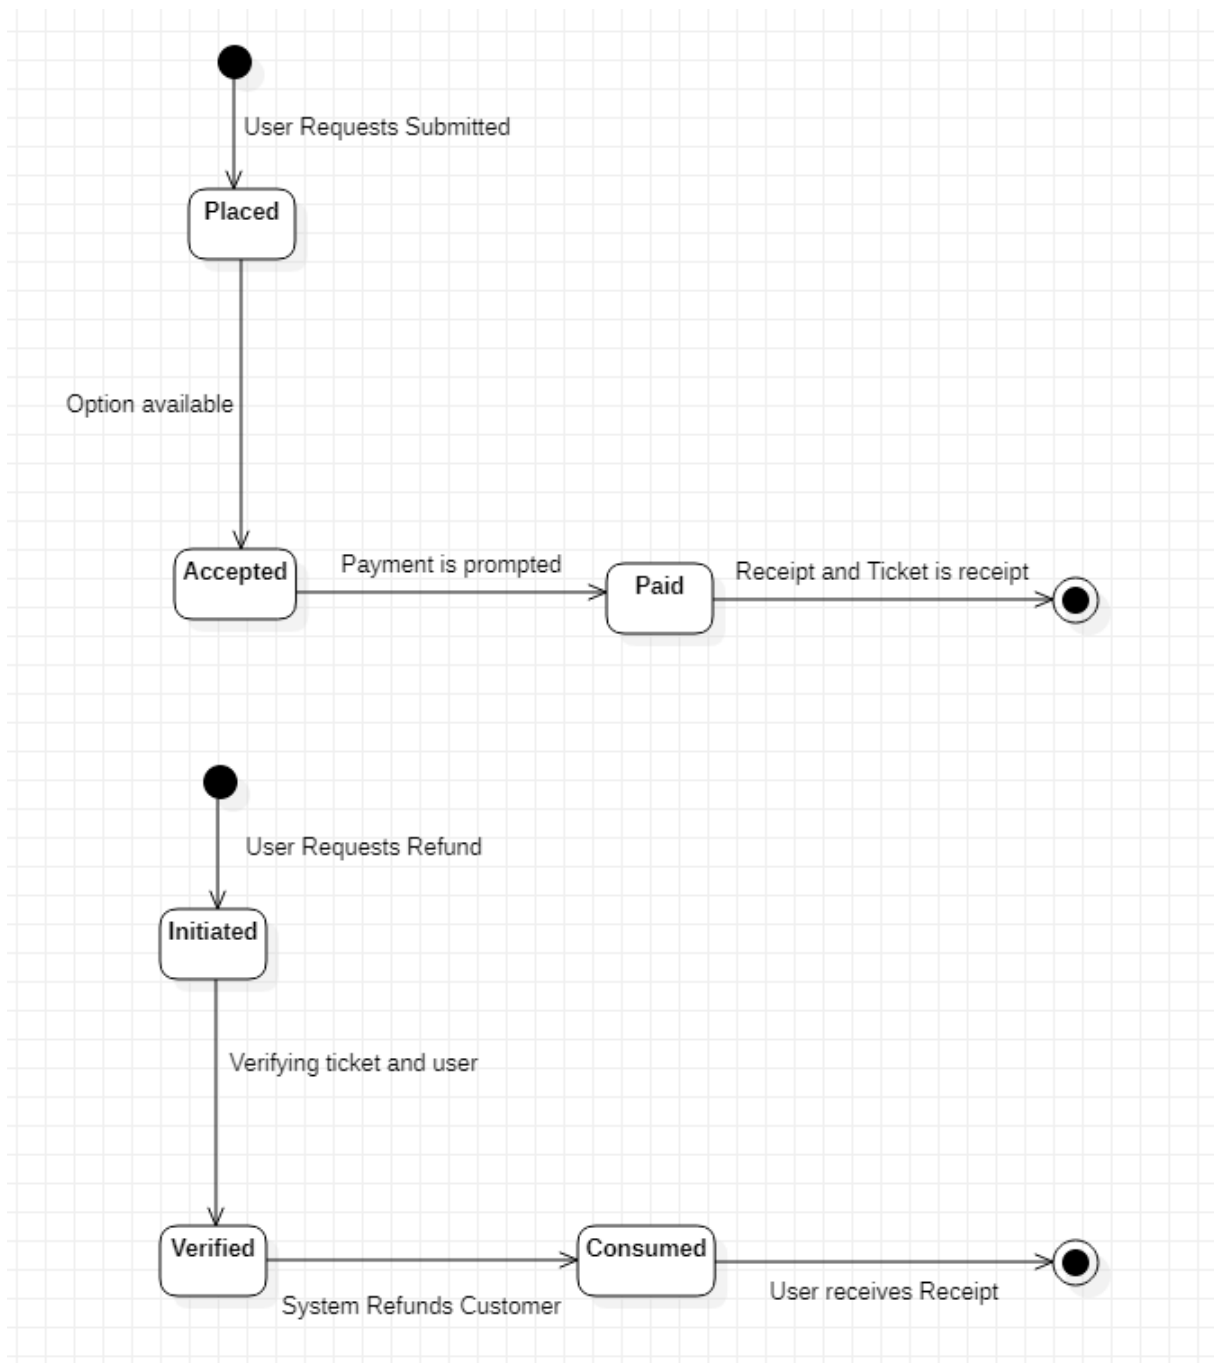 User Requests Submitted
Placed
Option available
Accepted
Payment is prompted
Paid
Receipt and Ticket is receipt
User Requests Refund
Initiated
Verifying ticket and user
Verified
System Refunds Customer
Consumed
User receives Receipt